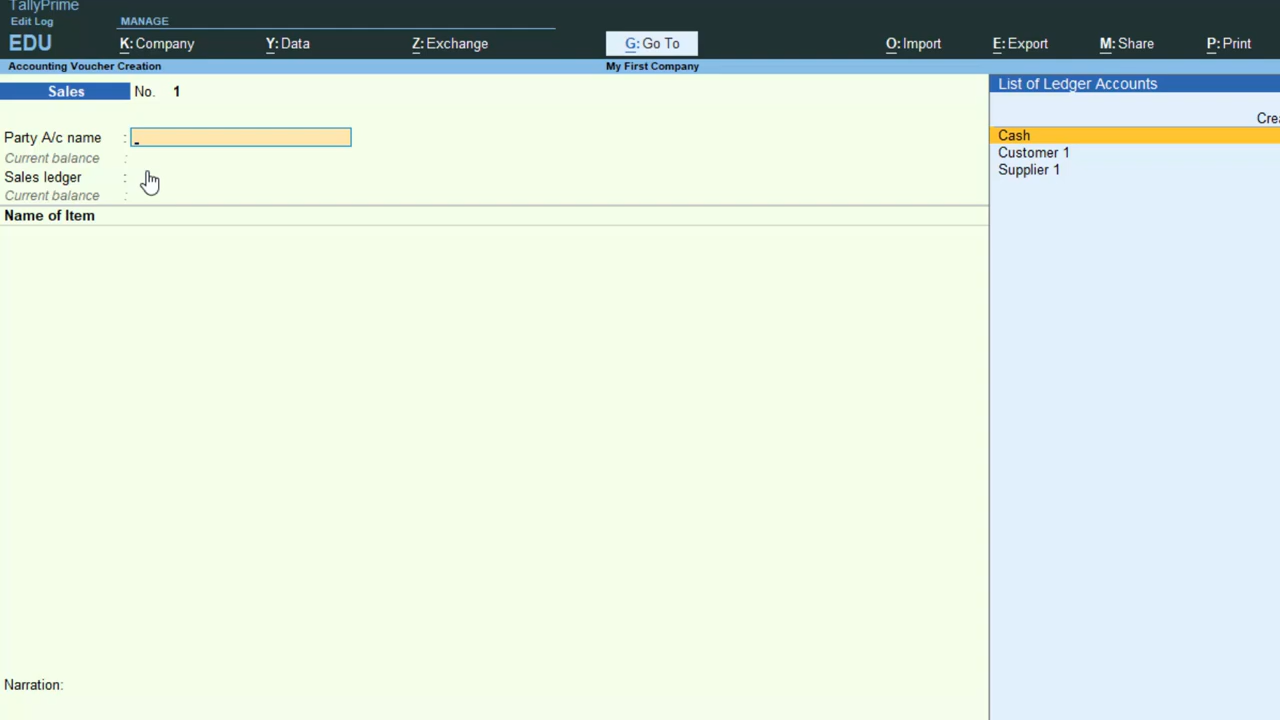 TallyPrime
Edit Log
MANAGE
EDU
K: Company
Y: Data
Z: Exchange
G: Go To
O: Import
E: Export
M: Share
P: Print
Accounting Voucher Creation
My First Company
Sales No. 1
List of Ledger Accounts
Party A/c name :
Current balance :
Sales ledger :
Current balance :
Name of Item
Cash
Customer 1
Supplier 1
Narration: